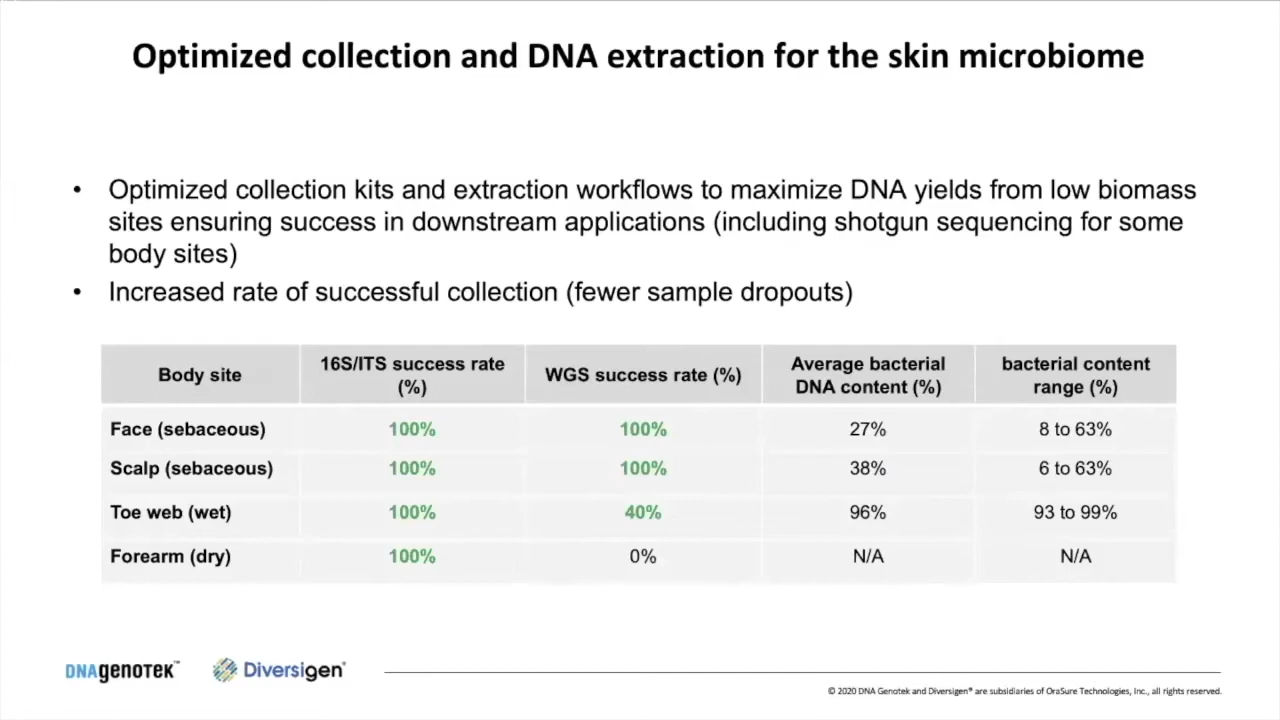 Optimized collection and DNA extraction for the skin microbiome
• Optimized collection kits and extraction workflows to maximize DNA yields from low biomass
sites ensuring success in downstream applications (including shotgun sequencing for some
body sites)
• Increased rate of successful collection (fewer sample dropouts)
Body site | 16S/ITS success rate (%) | WGS success rate (%) | Average bacterial DNA content (%) | bacterial content range (%)
Face (sebaceous) | 100% | 100% | 27% | 8 to 63%
Scalp (sebaceous) | 100% | 100% | 38% | 6 to 63%
Toe web (wet) | 100% | 40% | 96% | 93 to 99%
Forearm (dry) | 100% | 0% | N/A | N/A
DNAgenotek™ Diversigen®
© 2020 DNA Genotek and Diversigen® are subsidiaries of OraSure Technologies, Inc., all rights reserved.